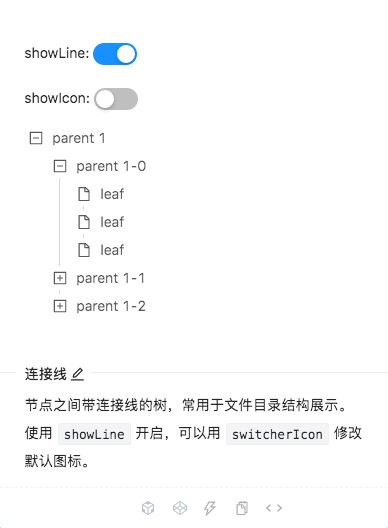 showLine:
showIcon:
parent 1
parent 1-0
leaf
leaf
leaf
parent 1-1
parent 1-2
连接线
节点之间带连接线的树，常用于文件目录结构展示。
使用 showLine 开启，可以用 switcherIcon 修改
默认图标。